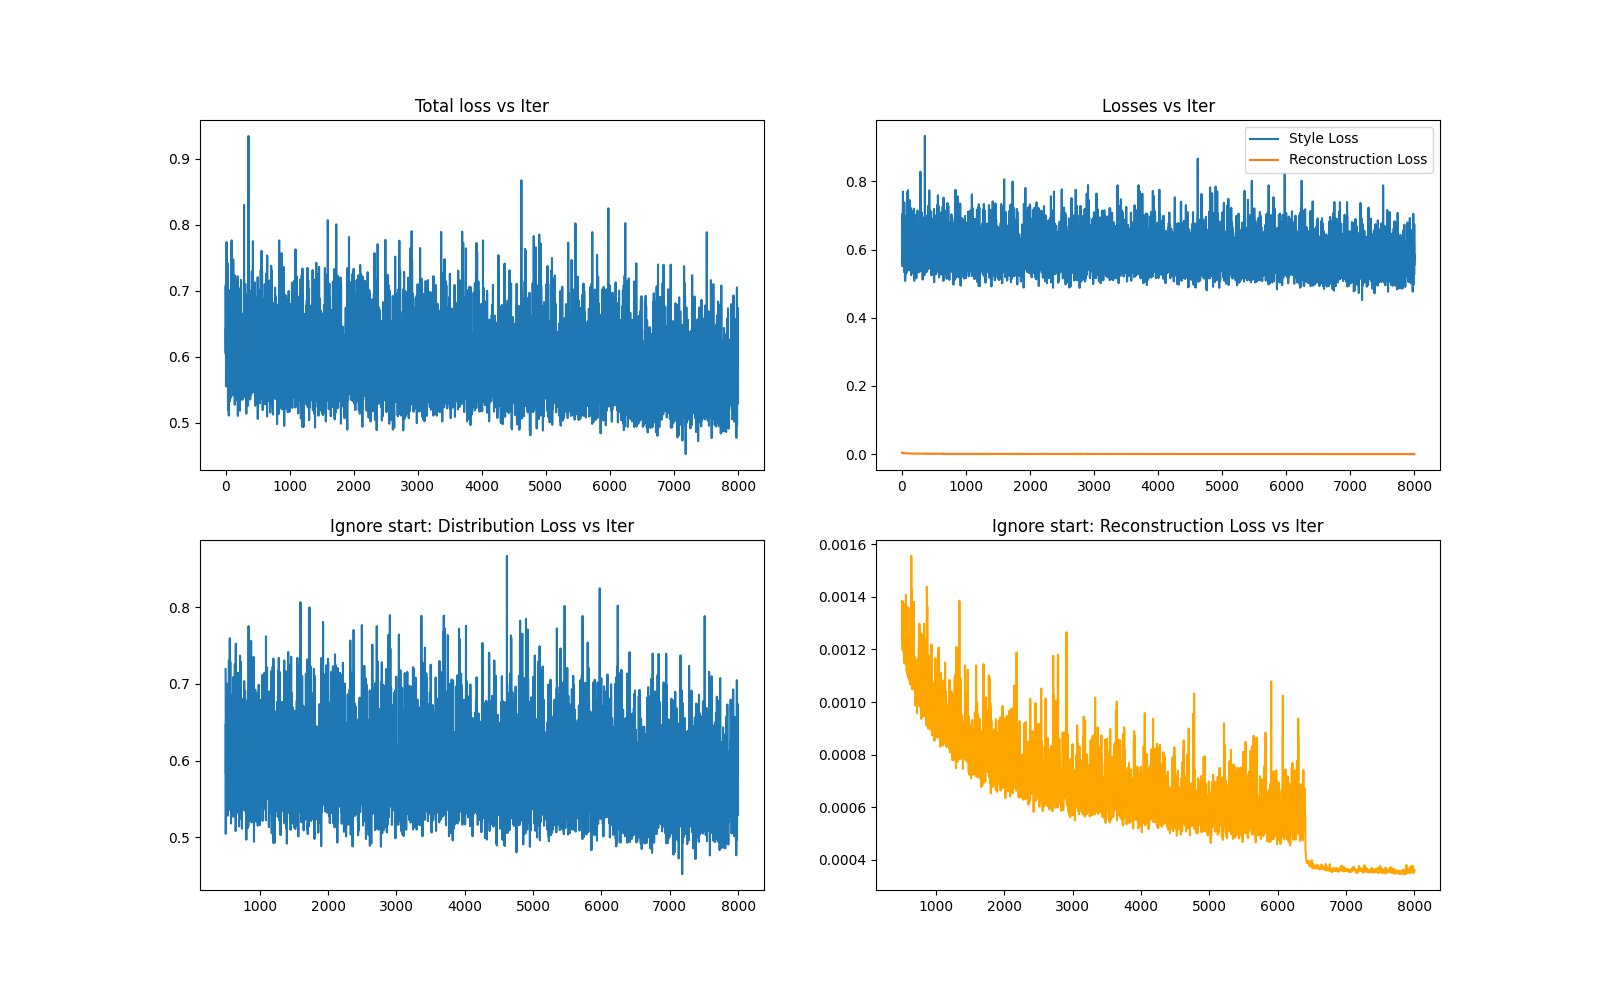 Total loss vs Iter
0.9
0.8
0.7
0.6
0.5
0 1000 2000 3000 4000 5000 6000 7000 8000
Losses vs Iter
Style Loss
Reconstruction Loss
0.8
0.6
0.4
0.2
0.0
0 1000 2000 3000 4000 5000 6000 7000 8000
Ignore start: Distribution Loss vs Iter
0.8
0.7
0.6
0.5
1000 2000 3000 4000 5000 6000 7000 8000
Ignore start: Reconstruction Loss vs Iter
0.0016
0.0014
0.0012
0.0010
0.0008
0.0006
0.0004
1000 2000 3000 4000 5000 6000 7000 8000